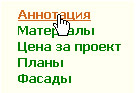 Аннотация
Материалы
Цена за проект
Планы
Фасады